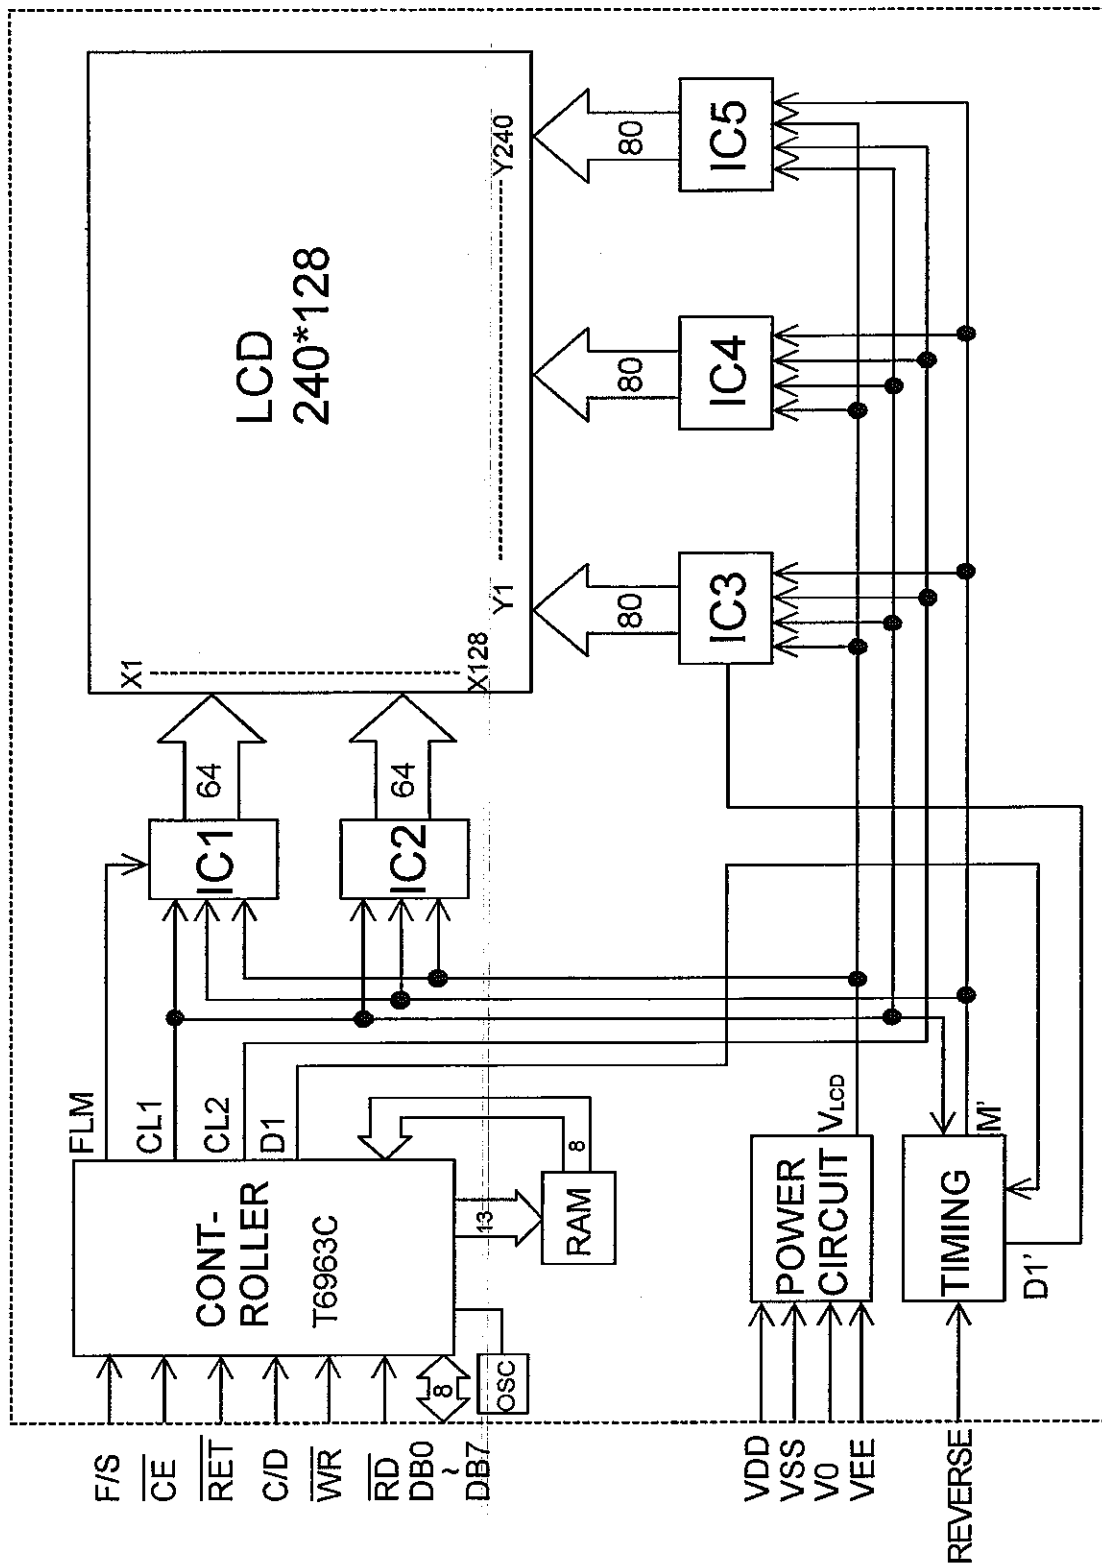 F/S
CE
RET
C/D
WR
RD
DB0
~
DB7
8
OSC
CONT-
ROLLER
T6963C
FLM
CL1
CL2
D1
13
RAM
8
IC1
64
IC2
64
X1
X128
LCD
240*128
Y1
Y240
80
80
80
IC3
IC4
IC5
VDD
VSS
V0
VEE
POWER
CIRCUIT
VLCD
REVERSE
TIMING
M'
D1'